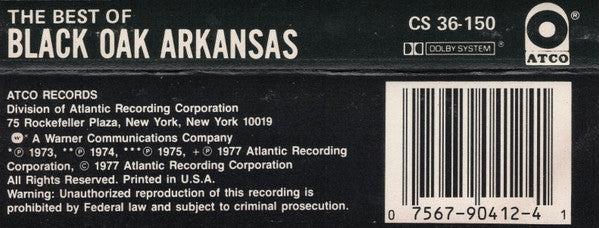 THE BEST OF
BLACK OAK ARKANSAS
CS 36-150
DOLBY SYSTEM ®
ATCO ®
ATCO RECORDS
Division of Atlantic Recording Corporation
75 Rockefeller Plaza, New York, New York 10019
A Warner Communications Company
*℗ 1973, **℗ 1974, ***℗ 1975, +℗ 1977 Atlantic Recording
Corporation, © 1977 Atlantic Recording Corporation
All Rights Reserved. Printed in U.S.A.
Warning: Unauthorized reproduction of this recording is
prohibited by Federal law and subject to criminal prosecution.
0 7567-90412-4 1